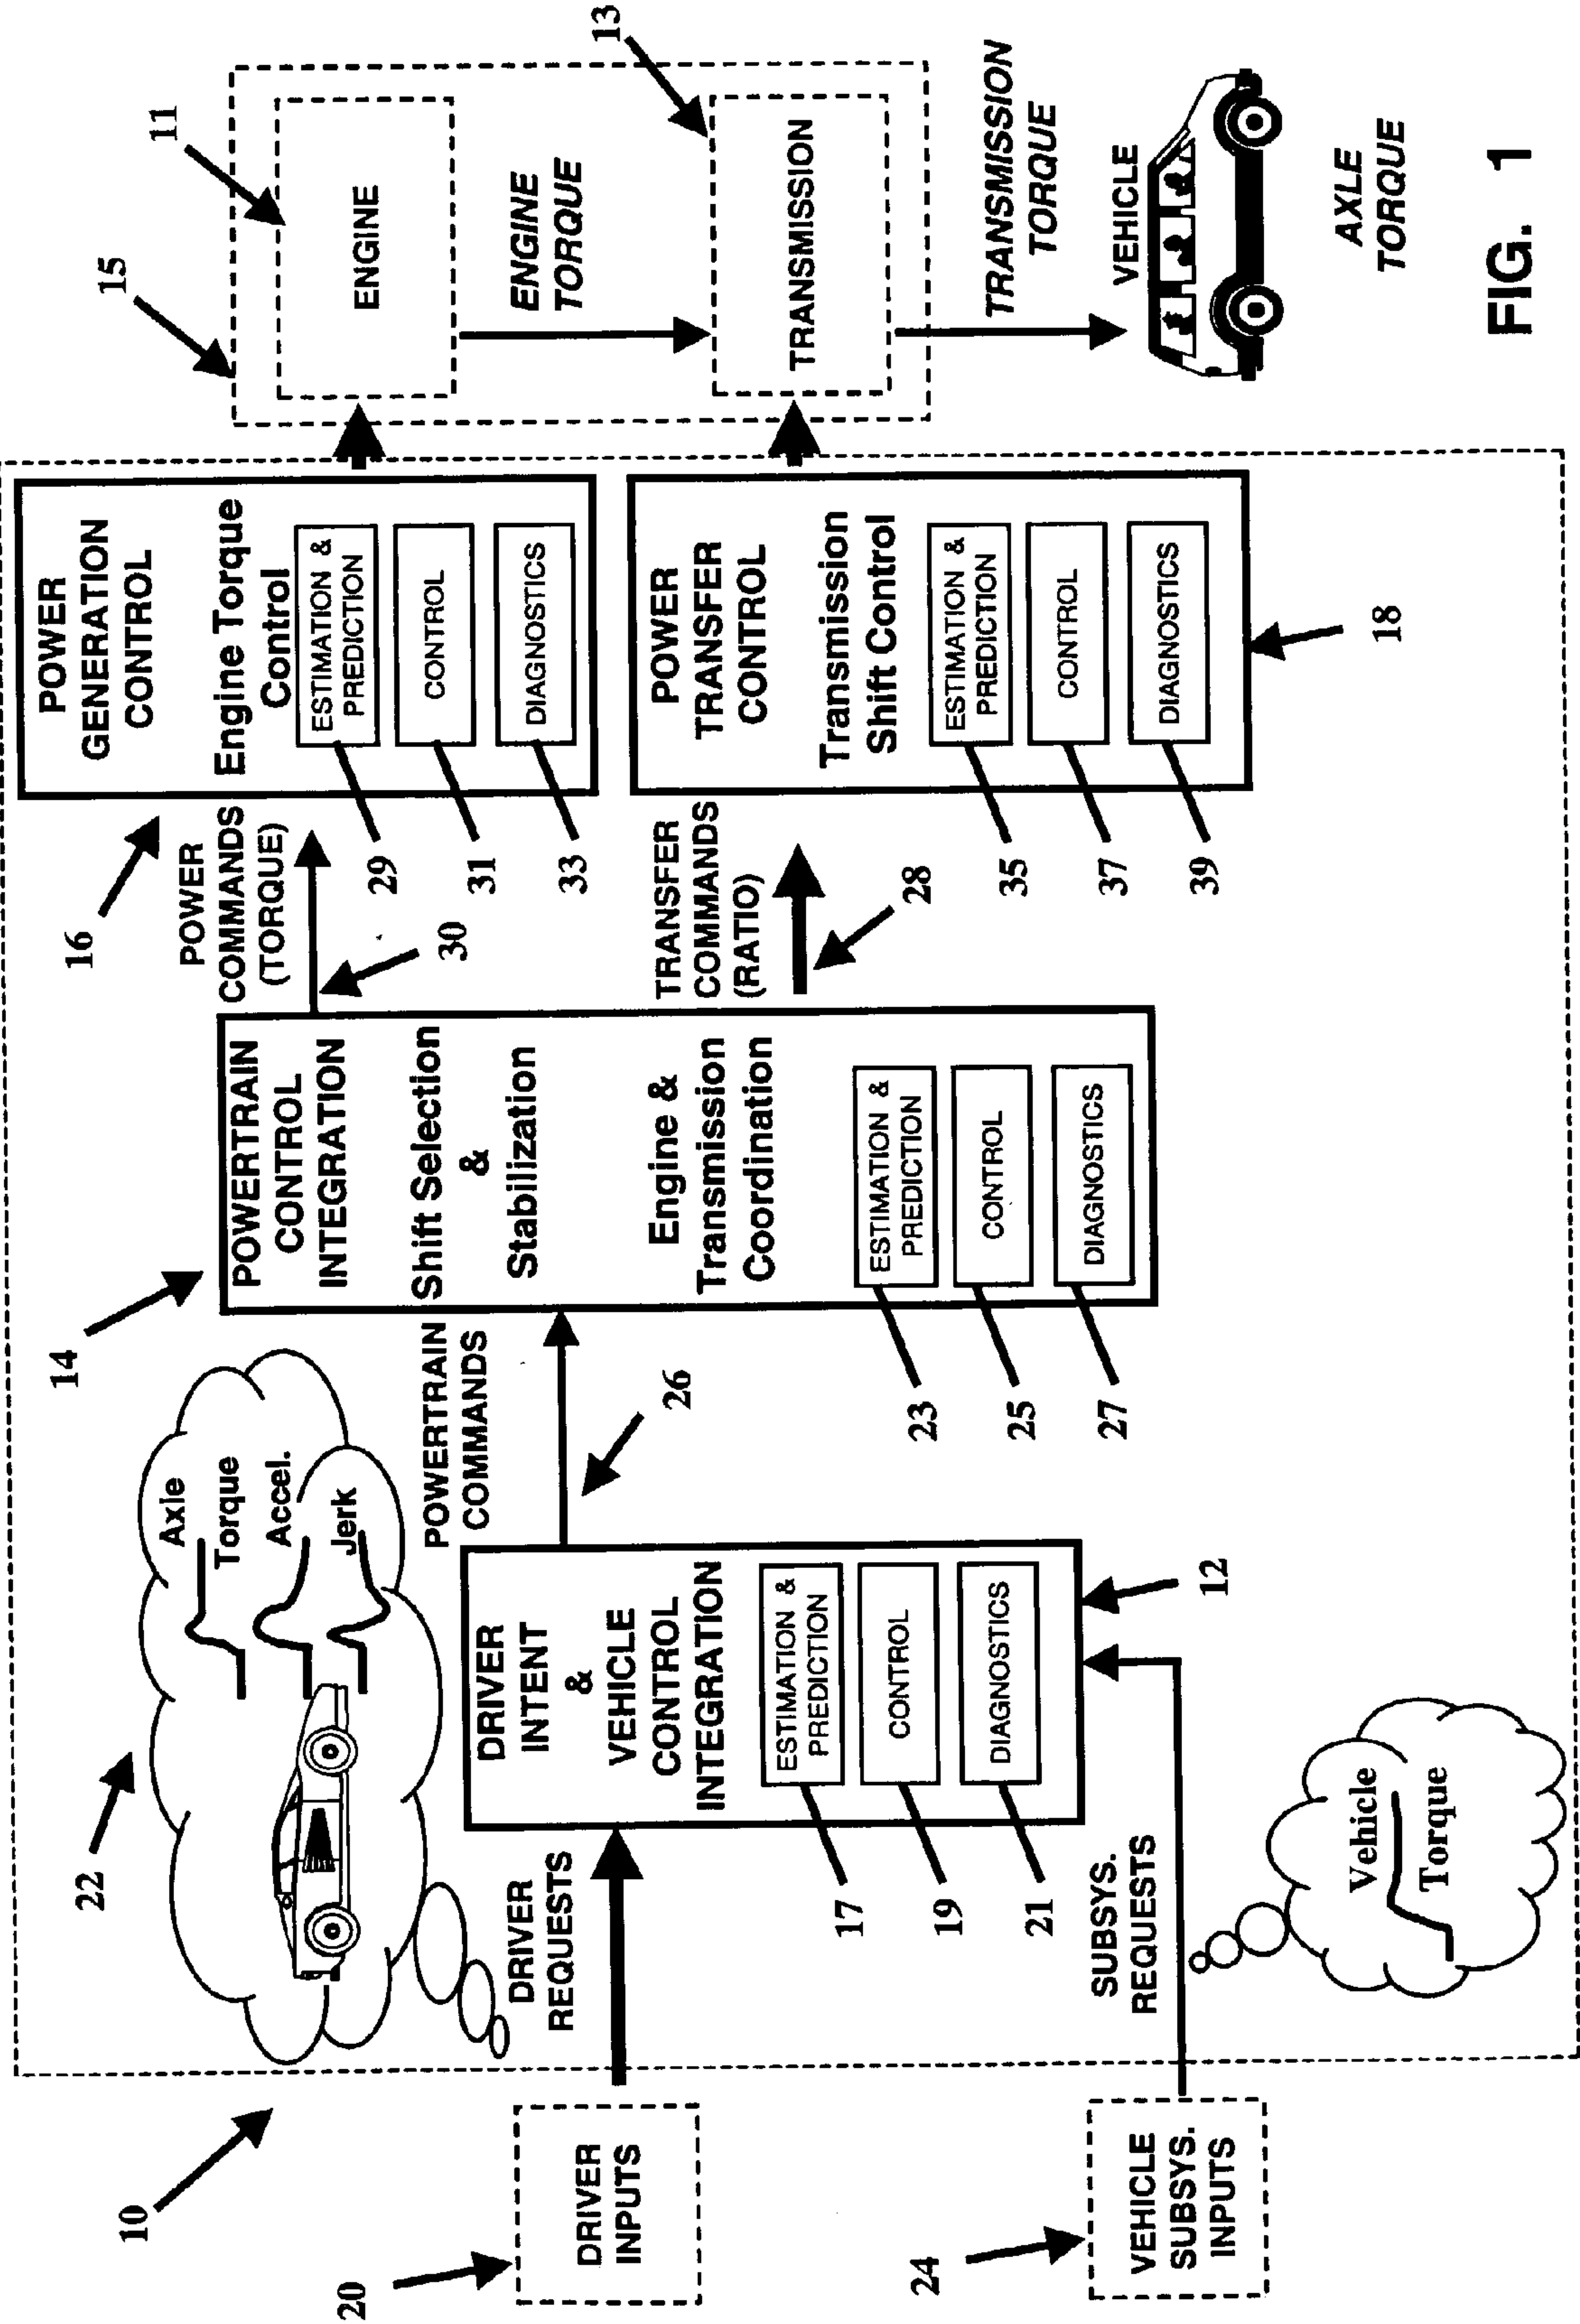 10
20
DRIVER
INPUTS
24
VEHICLE
SUBSYS.
INPUTS
22
Axle
Torque
Accel.
Jerk
DRIVER
REQUESTS
SUBSYS.
REQUESTS
Vehicle
Torque
DRIVER
INTENT
&
VEHICLE
CONTROL
INTEGRATION
ESTIMATION &
PREDICTION
CONTROL
DIAGNOSTICS
17
19
21
12
POWERTRAIN
COMMANDS
26
14
POWERTRAIN
CONTROL
INTEGRATION
Shift Selection
&
Stabilization
Engine &
Transmission
Coordination
ESTIMATION &
PREDICTION
CONTROL
DIAGNOSTICS
23
25
27
16
POWER
COMMANDS
(TORQUE)
30
TRANSFER
COMMANDS
(RATIO)
28
POWER
GENERATION
CONTROL
Engine Torque
Control
ESTIMATION &
PREDICTION
CONTROL
DIAGNOSTICS
29
31
33
POWER
TRANSFER
CONTROL
Transmission
Shift Control
ESTIMATION &
PREDICTION
CONTROL
DIAGNOSTICS
35
37
39
18
15
11
ENGINE
ENGINE
TORQUE
13
TRANSMISSION
TRANSMISSION
TORQUE
VEHICLE
AXLE
TORQUE
FIG. 1